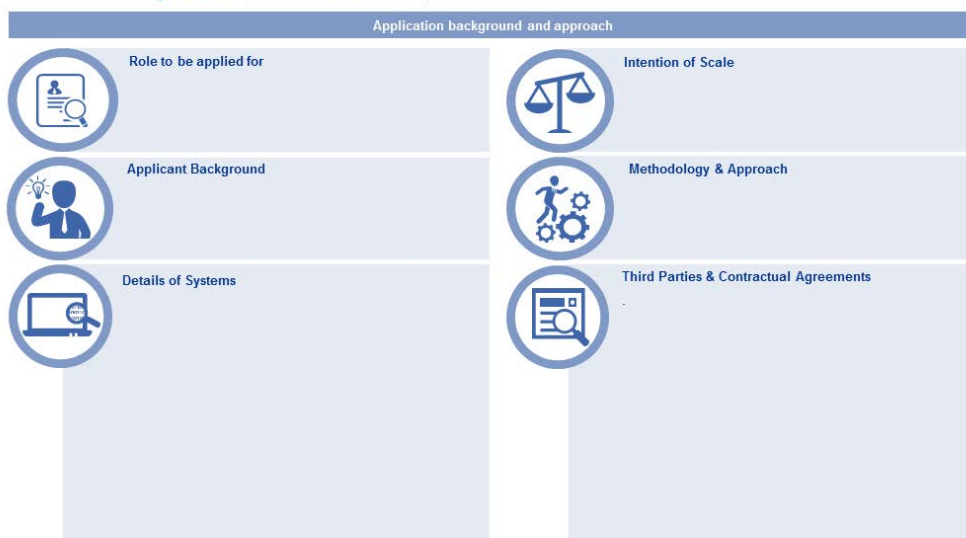 Application background and approach
Role to be applied for
Applicant Background
Details of Systems
Intention of Scale
Methodology & Approach
Third Parties & Contractual Agreements
.